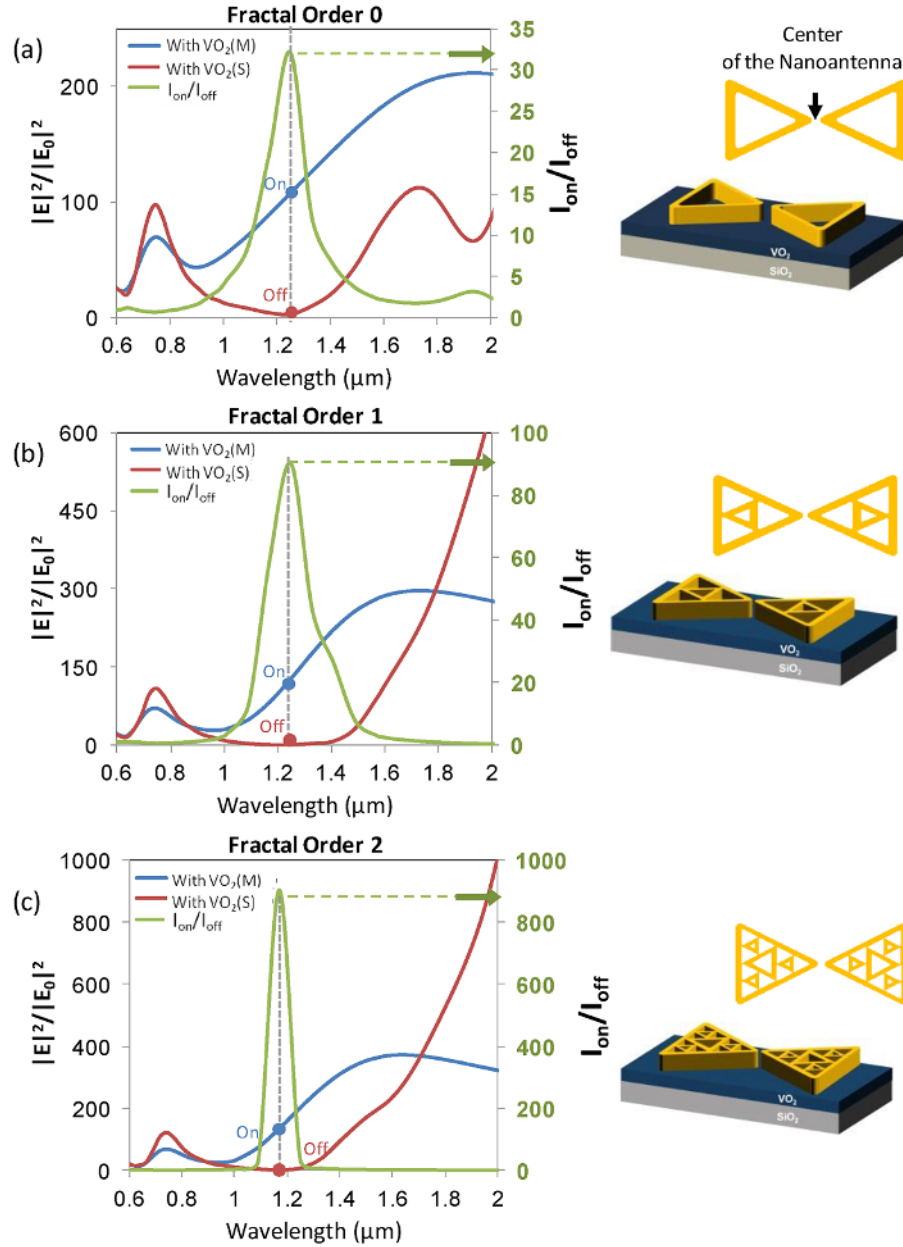 Fractal Order 0
(a)
With VO₂(M)
With VO₂(S)
Iₒₙ/Iₒff
|E|²/|E₀|²
200
100
0
35
30
25
20
15
10
5
0
Iₒₙ/Iₒff
On
Off
0.6 0.8 1 1.2 1.4 1.6 1.8 2
Wavelength (μm)
Center
of the Nanoantenna
VO₂
SiO₂
Fractal Order 1
(b)
With VO₂(M)
With VO₂(S)
Iₒₙ/Iₒff
|E|²/|E₀|²
600
450
300
150
0
100
80
60
40
20
0
Iₒₙ/Iₒff
On
Off
0.6 0.8 1 1.2 1.4 1.6 1.8 2
Wavelength (μm)
VO₂
SiO₂
Fractal Order 2
(c)
With VO₂(M)
With VO₂(S)
Iₒₙ/Iₒff
|E|²/|E₀|²
1000
800
600
400
200
0
1000
800
600
400
200
0
Iₒₙ/Iₒff
On
Off
0.6 0.8 1 1.2 1.4 1.6 1.8 2
Wavelength (μm)
VO₂
SiO₂